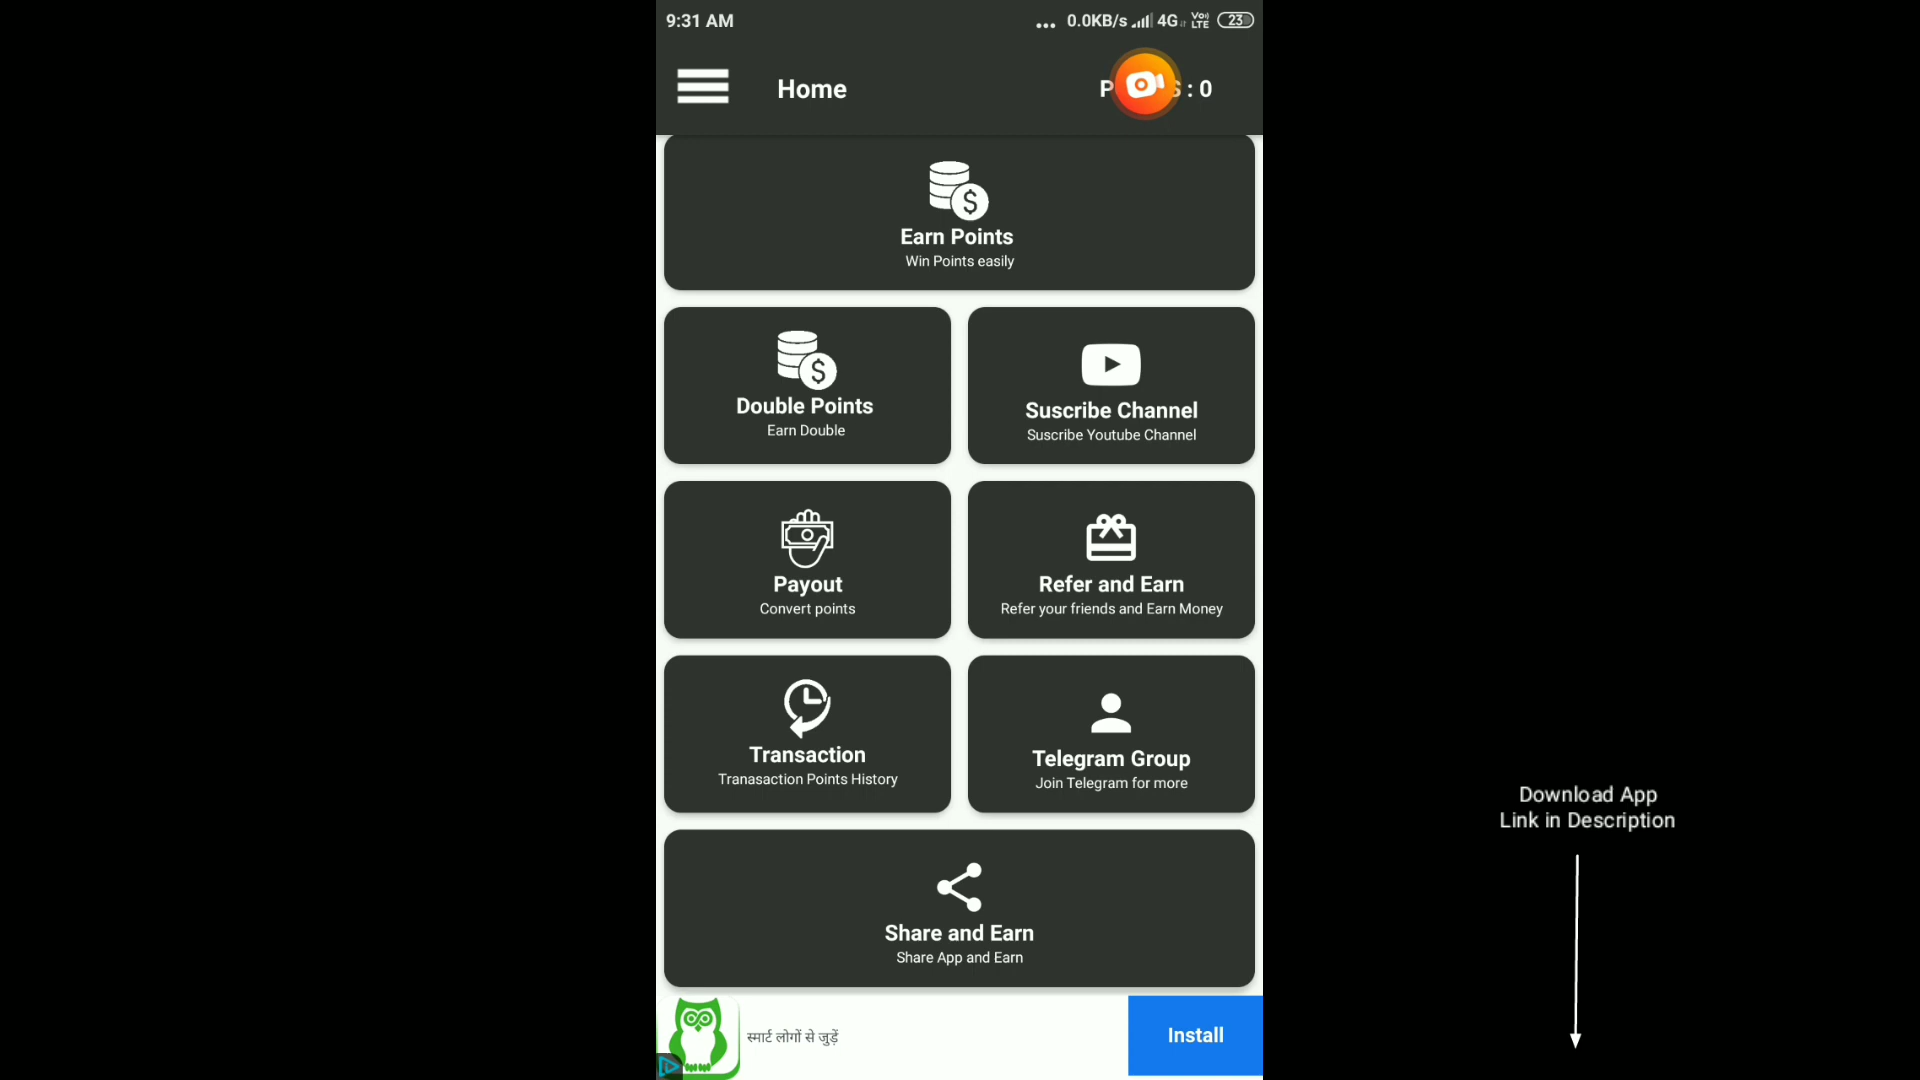 9:31 AM
... 0.0KB/s 4G Vo) LTE 23
Home
P S : 0
Earn Points
Win Points easily
Double Points
Earn Double
Suscribe Channel
Suscribe Youtube Channel
Payout
Convert points
Refer and Earn
Refer your friends and Earn Money
Transaction
Tranasaction Points History
Telegram Group
Join Telegram for more
Share and Earn
Share App and Earn
स्मार्ट लोगों से जुड़ें
Install
Download App
Link in Description